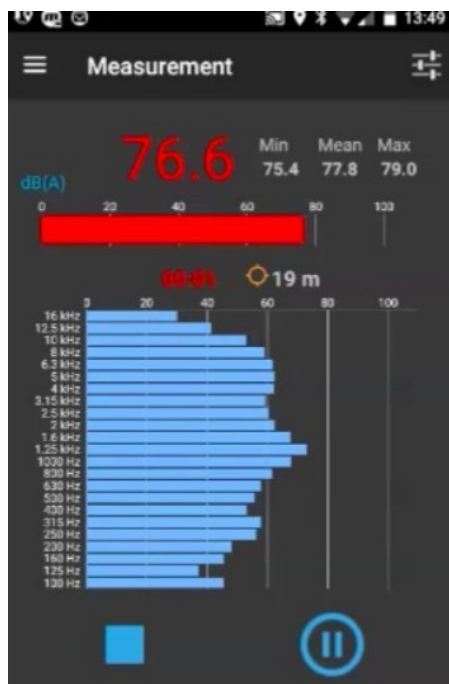 13:49
Measurement
76.6
Min Mean Max
75.4 77.8 79.0
dB(A)
0 20 40 60 80 100
00:01 19 m
0 20 40 60 80 100
16 kHz
12.5 kHz
10 kHz
8 kHz
6.3 kHz
5 kHz
4 kHz
3.15 kHz
2.5 kHz
2 kHz
1.6 kHz
1.25 kHz
1000 Hz
800 Hz
630 Hz
500 Hz
400 Hz
315 Hz
250 Hz
200 Hz
160 Hz
125 Hz
100 Hz